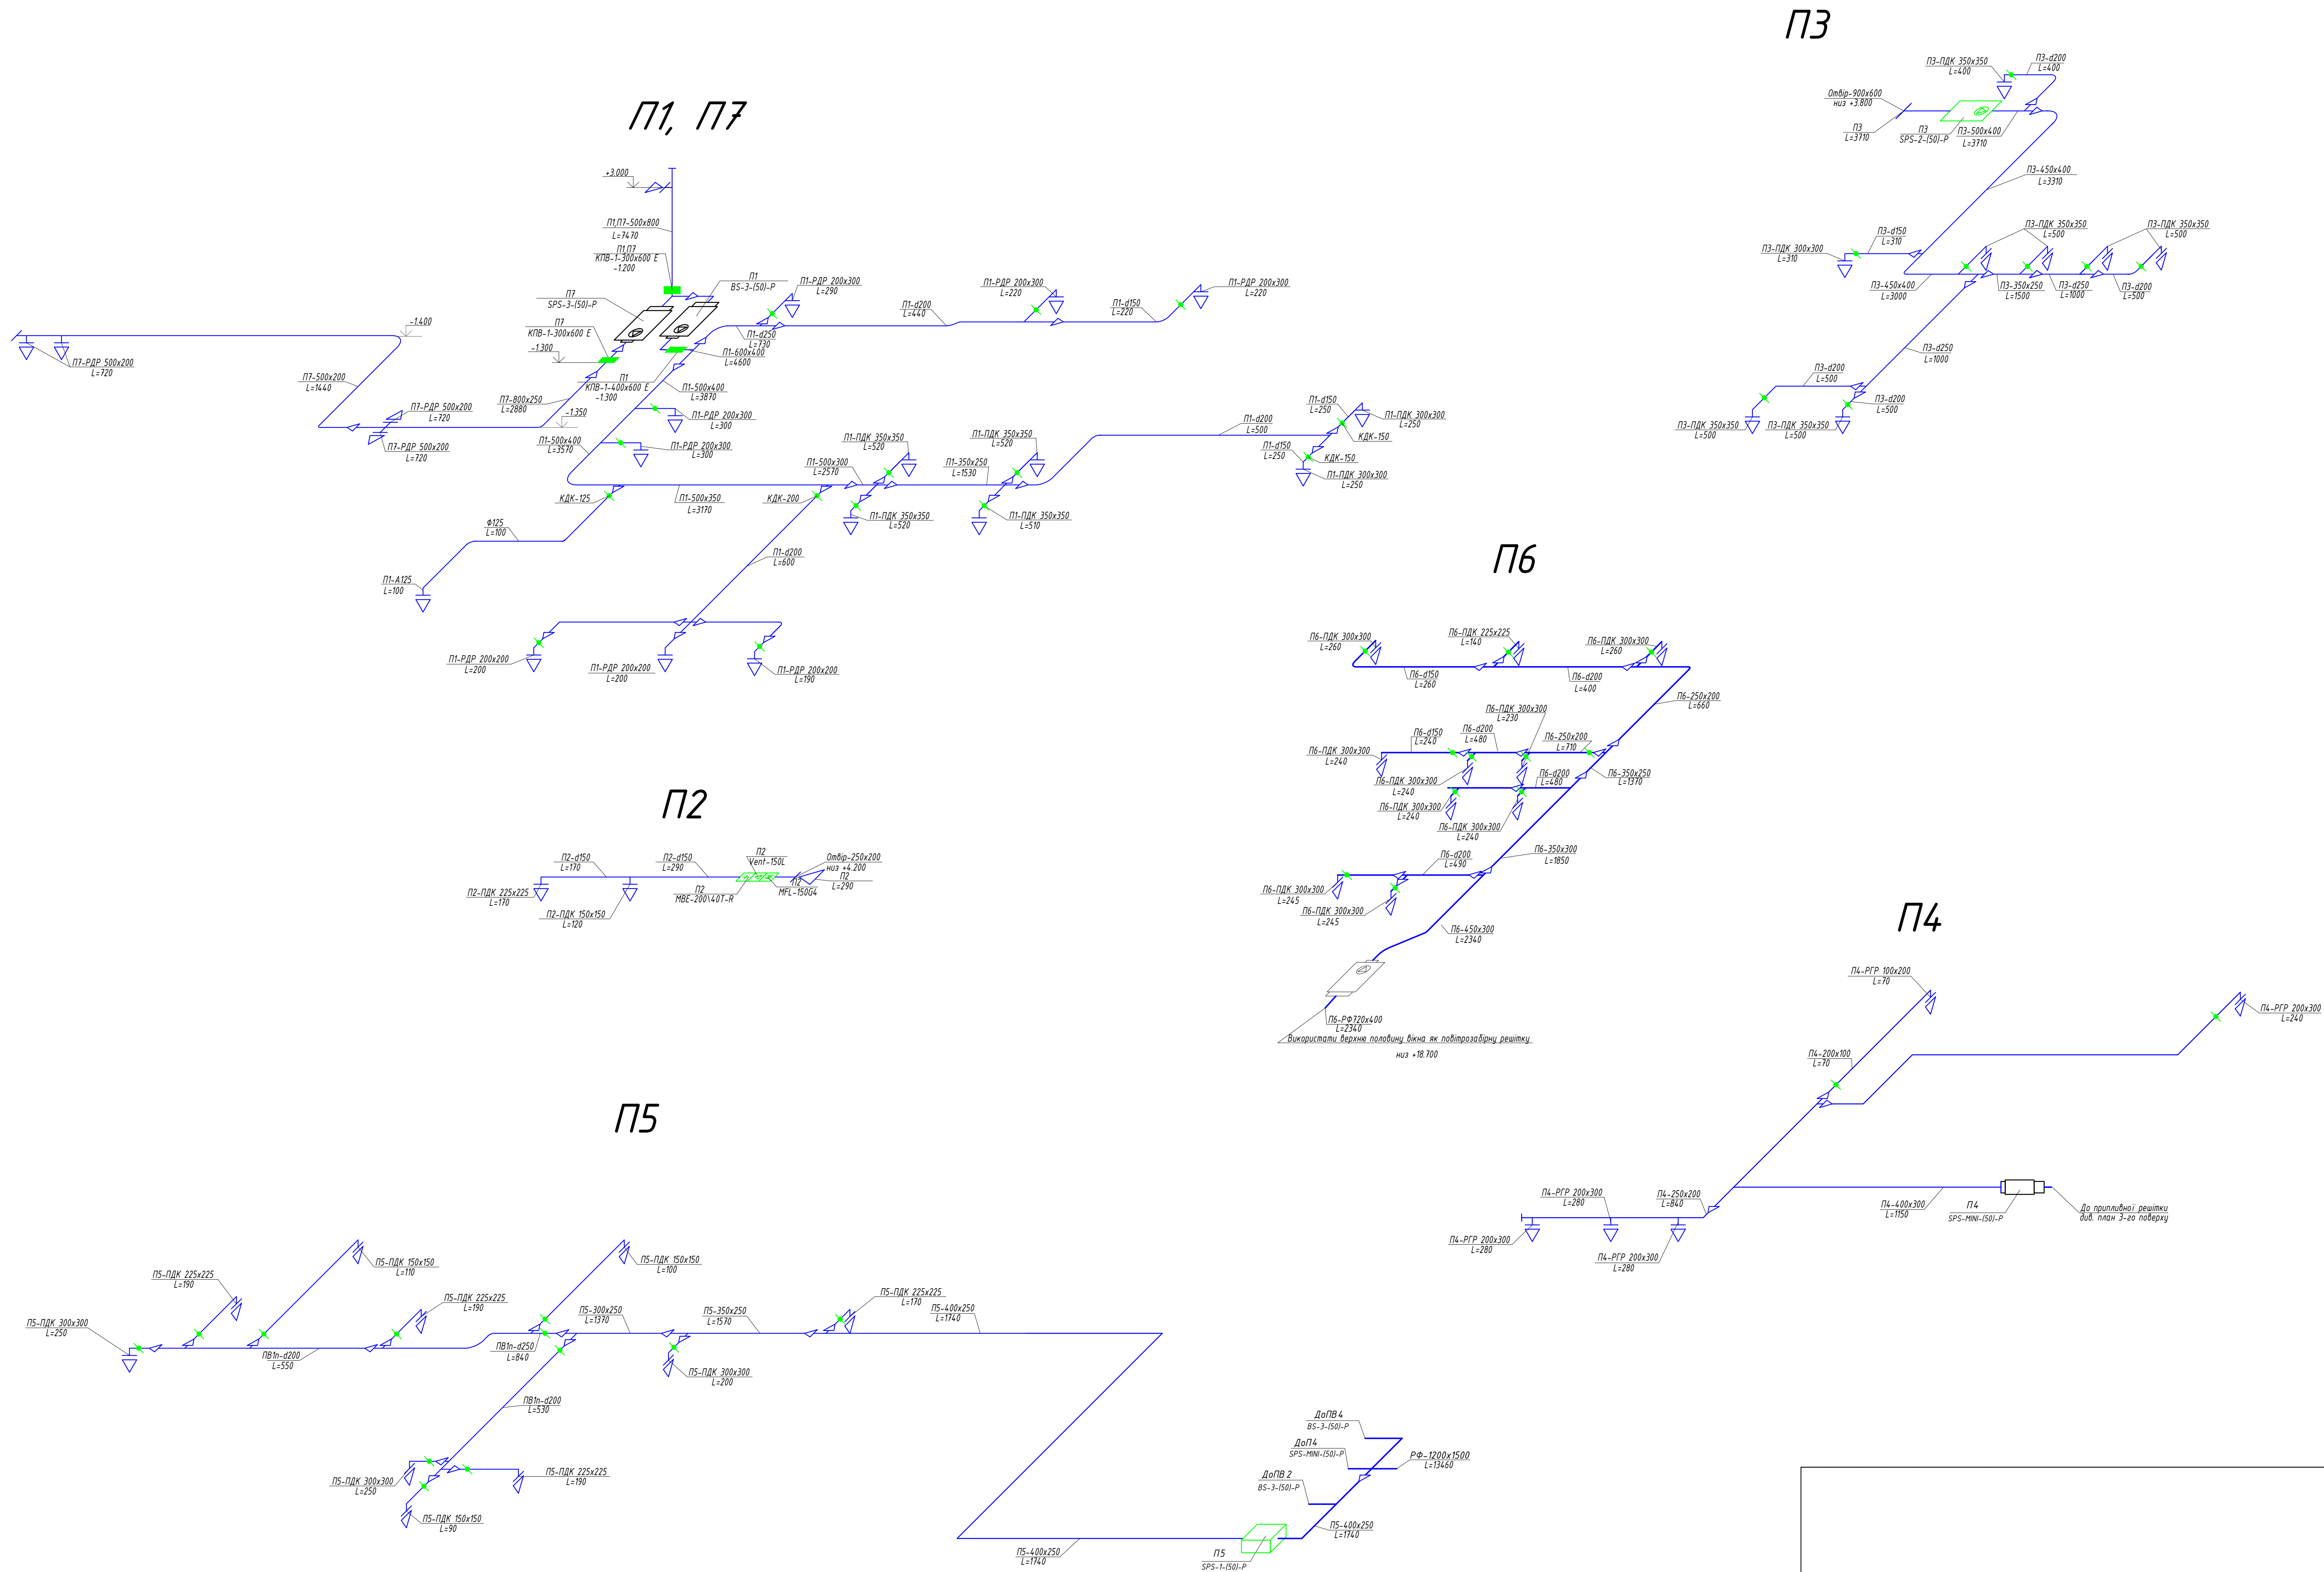 П3
П3-ПДК 350х350
L=400
П3-d200
L=400
Отвір-900х600
низ +3.800
П3
L=3710
П3
SPS-2-(50)-Р
П3-500х400
L=3710
П3-450х400
L=3310
П3-d150
L=310
П3-ПДК 300х300
L=310
П3-ПДК 350х350
L=500
П3-ПДК 350х350
L=500
П3-450х400
L=3000
П3-350х250
L=1500
П3-d250
L=1000
П3-d200
L=500
П3-d250
L=1000
П3-d200
L=500
П3-d200
L=500
П3-ПДК 350х350
L=500
П3-ПДК 350х350
L=500
П1, П7
+3.000
П1,П7-500х800
L=7470
П1,П7
КПВ-1-300х600 Е
-1.200
П7
SPS-3-(50)-Р
П1
BS-3-(50)-Р
П1-РДР 200х300
L=290
П1-d200
L=440
П1-РДР 200х300
L=220
П1-d150
L=220
П1-РДР 200х300
L=220
П7
КПВ-1-300х600 Е
-1.300
-1.400
П7-РДР 500х200
L=720
П7-500х200
L=1440
П7-РДР 500х200
L=720
П7-РДР 500х200
L=720
П7-800х250
L=2880
-1.350
П1-d250
L=730
П1-600х400
L=4600
П1
КПВ-1-400х600 Е
-1.300
П1-500х400
L=3870
П1-РДР 200х300
L=300
П1-500х400
L=3570
П1-РДР 200х300
L=300
П1-500х300
L=2570
П1-ПДК 350х350
L=520
П1-350х250
L=1530
П1-ПДК 350х350
L=520
П1-d200
L=500
П1-d150
L=250
П1-ПДК 300х300
L=250
КДК-150
П1-d150
L=250
КДК-150
П1-ПДК 300х300
L=250
КДК-125
П1-500х350
L=3170
КДК-200
П1-ПДК 350х350
L=520
П1-ПДК 350х350
L=510
Ф125
L=100
П1-А125
L=100
П1-d200
L=600
П1-РДР 200х200
L=200
П1-РДР 200х200
L=200
П1-РДР 200х200
L=190
П6
П6-ПДК 300х300
L=260
П6-ПДК 225х225
L=140
П6-ПДК 300х300
L=260
П6-d150
L=260
П6-d200
L=400
П6-250х200
L=660
П6-ПДК 300х300
L=230
П6-d150
L=240
П6-d200
L=480
П6-250х200
L=710
П6-ПДК 300х300
L=240
П6-ПДК 300х300
L=240
П6-d200
L=480
П6-350х250
L=1370
П6-ПДК 300х300
L=240
П6-ПДК 300х300
L=240
П6-d200
L=490
П6-350х300
L=1850
П6-ПДК 300х300
L=245
П6-ПДК 300х300
L=245
П6-450х300
L=2340
П6-РФ720х400
L=2340
Використати верхню половину вікна як повітрозабірну решітку
низ +18.700
П2
П2-d150
L=170
П2-d150
L=290
П2
Vent-150L
Отвір-250х200
низ +4.200
П2
L=290
П2
MFL-150G4
П2
MBE-200\40T-R
П2-ПДК 225х225
L=170
П2-ПДК 150х150
L=120
П4
П4-РГР 100х200
L=70
П4-РГР 200х300
L=240
П4-200х100
L=70
П4-РГР 200х300
L=280
П4-250х200
L=840
П4-РГР 200х300
L=280
П4-РГР 200х300
L=280
П4-400х300
L=1150
П4
SPS-MINI-(50)-Р
До припливної решітки
див. план 3-го поверху
П5
П5-ПДК 225х225
L=190
П5-ПДК 150х150
L=110
П5-ПДК 150х150
L=100
П5-ПДК 300х300
L=250
П5-ПДК 225х225
L=190
П5-300х250
L=1370
П5-350х250
L=1570
П5-ПДК 225х225
L=170
П5-400х250
L=1740
ПВ1п-d200
L=550
ПВ1п-d250
L=840
П5-ПДК 300х300
L=200
ПВ1п-d200
L=530
П5-ПДК 300х300
L=250
П5-ПДК 225х225
L=190
П5-ПДК 150х150
L=90
ДоПВ4
BS-3-(50)-Р
ДоП4
SPS-MINI-(50)-Р
РФ-1200х1500
L=13460
ДоПВ2
BS-3-(50)-Р
П5-400х250
L=1740
П5-400х250
L=1740
П5
SPS-1-(50)-Р